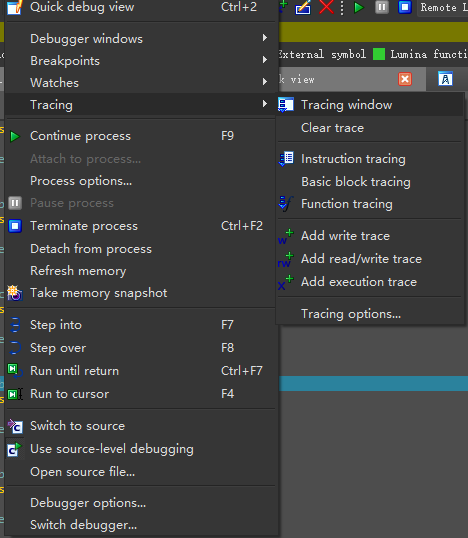 Quick debug view Ctrl+2
Remote L
Debugger windows
External symbol Lumina functi
Breakpoints
Watches
k view
Tracing
Tracing window
Clear trace
Continue process F9
Attach to process...
Instruction tracing
Process options...
Basic block tracing
Pause process
Function tracing
Terminate process Ctrl+F2
Add write trace
Detach from process
Add read/write trace
Refresh memory
Add execution trace
Take memory snapshot
Tracing options...
Step into F7
Step over F8
Run until return Ctrl+F7
Run to cursor F4
Switch to source
Use source-level debugging
Open source file...
Debugger options...
Switch debugger...